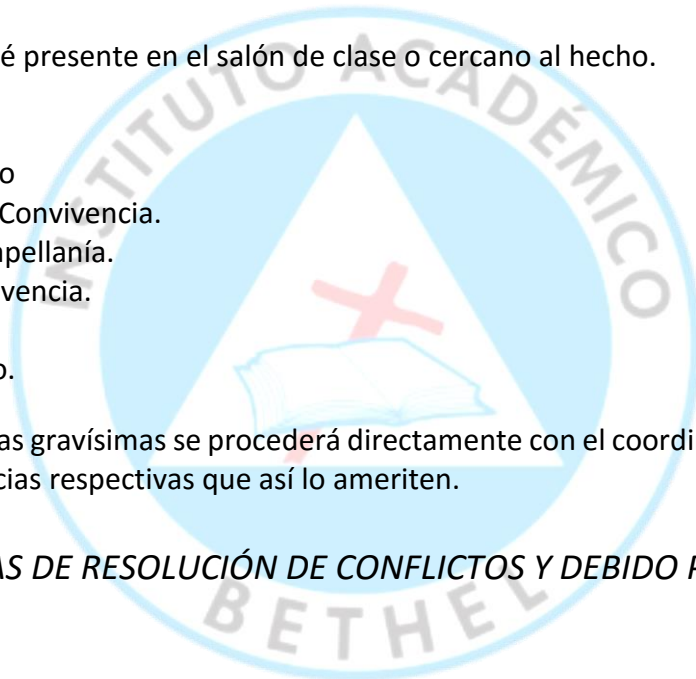 é presente en el salón de clase o cercano al hecho.
o
Convivencia.
apellanía.
vencia.
o.
as gravísimas se procederá directamente con el coordi
cias respectivas que así lo ameriten.
AS DE RESOLUCIÓN DE CONFLICTOS Y DEBIDO P
INSTITUTO ACADÉMICO
BETHEL